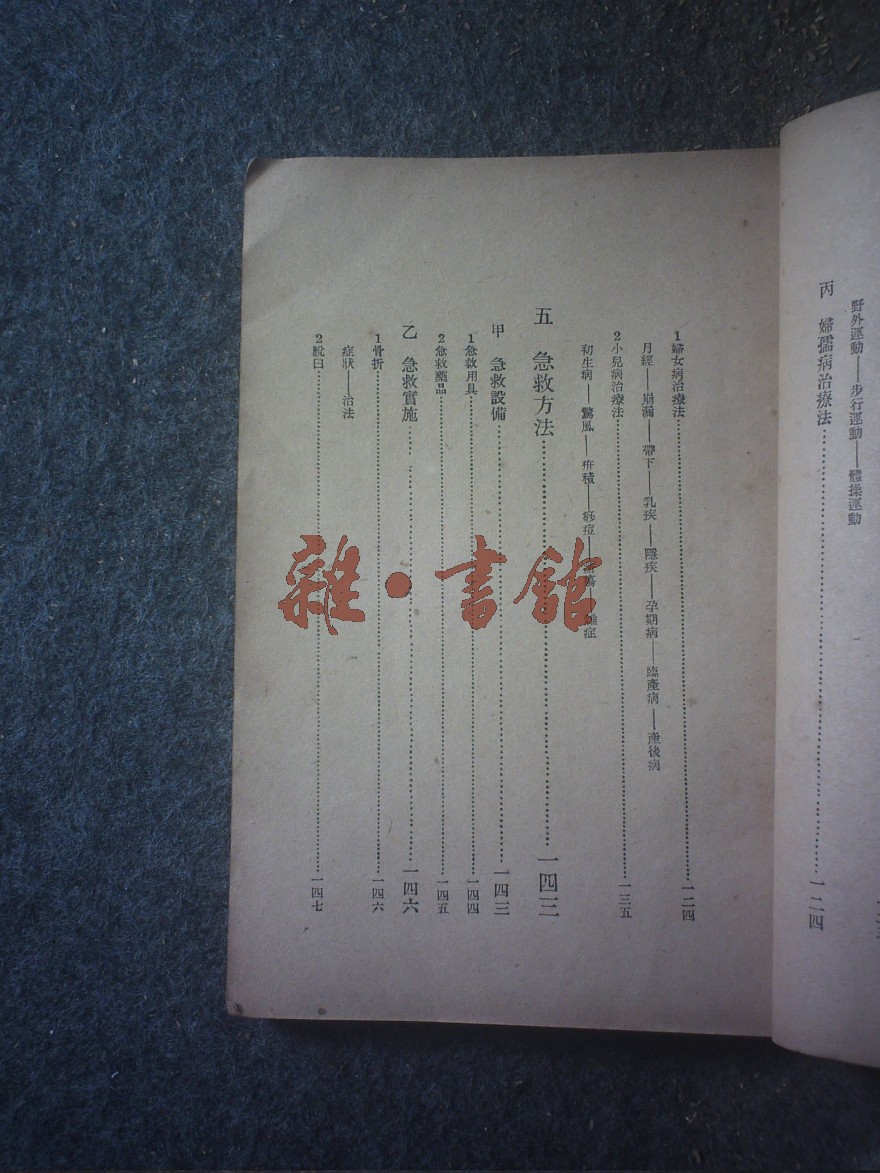 野外運動——步行運動——體操運動
丙 婦孺病治療法………一二四
1婦女病治療法………一二四
月經——崩漏——帶下——乳疾——隱疾——孕期病——臨產病——產後病
2小兒病治療法………一三五
初生病——驚風——疳積——痧痘——症
五 急救方法………一四三
甲 急救設備………一四三
1急救用具………一四四
2急救藥品………一四五
乙 急救實施………一四六
1骨折………一四六
症狀——治法
2脫臼………一四七
雜·書館